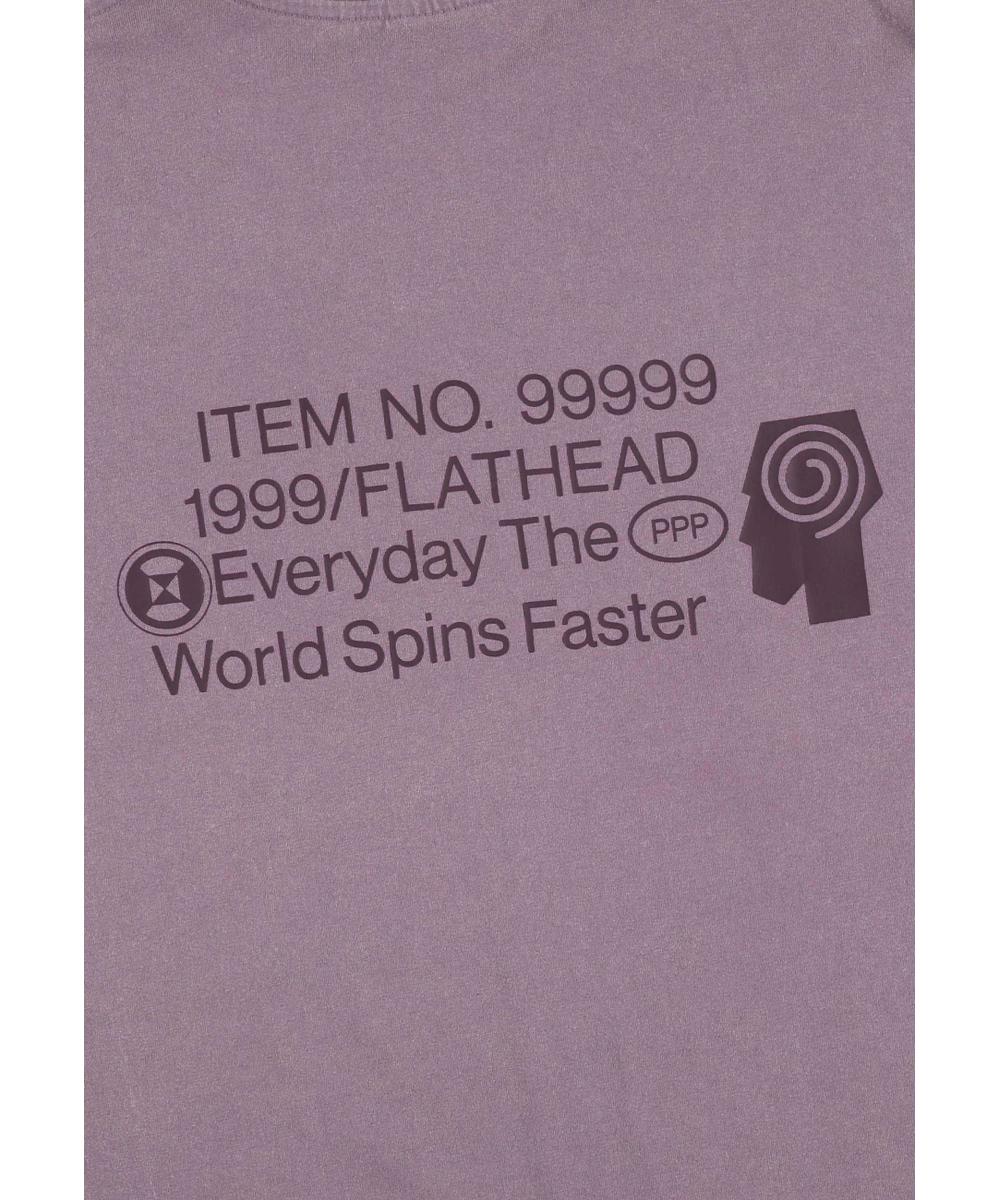 ITEM NO. 99999
1999/FLATHEAD
Everyday The PPP
World Spins Faster